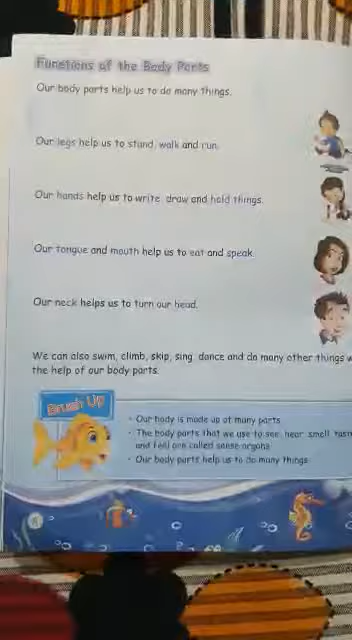 Functions of the Body Parts
Our body parts help us to do many things.
Our legs help us to stand, walk and run.
Our hands help us to write, draw and hold things.
Our tongue and mouth help us to eat and speak.
Our neck helps us to turn our head.
We can also swim, climb, skip, sing, dance and do many other things
the help of our body parts.
Brush Up
• Our body is made up of many parts.
• The body parts that we use to see, hear, smell,
and feel are called sense organs.
• Our body parts help us to do many things.